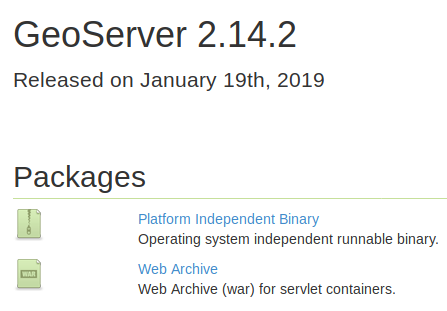 GeoServer 2.14.2
Released on January 19th, 2019
Packages
Platform Independent Binary
Operating system independent runnable binary.
WAR
Web Archive
Web Archive (war) for servlet containers.